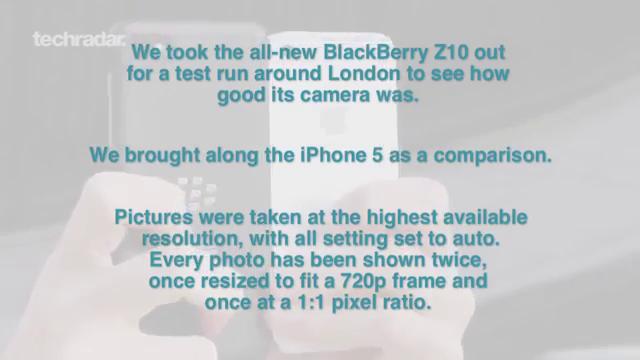 techradar.
We took the all-new BlackBerry Z10 out
for a test run around London to see how
good its camera was.
We brought along the iPhone 5 as a comparison.
Pictures were taken at the highest available
resolution, with all setting set to auto.
Every photo has been shown twice,
once resized to fit a 720p frame and
once at a 1:1 pixel ratio.